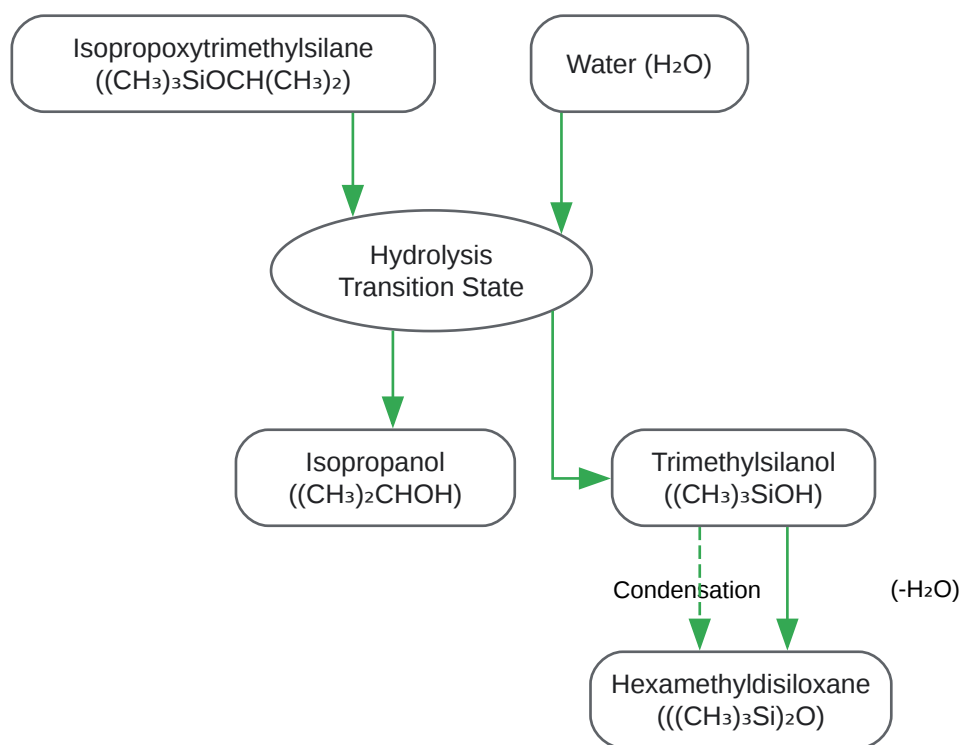 Isopropoxytrimethylsilane
((CH₃)₃SiOCH(CH₃)₂)
Water (H₂O)
Hydrolysis
Transition State
Isopropanol
((CH₃)₂CHOH)
Trimethylsilanol
((CH₃)₃SiOH)
Condensation
(-H₂O)
Hexamethyldisiloxane
(((CH₃)₃Si)₂O)